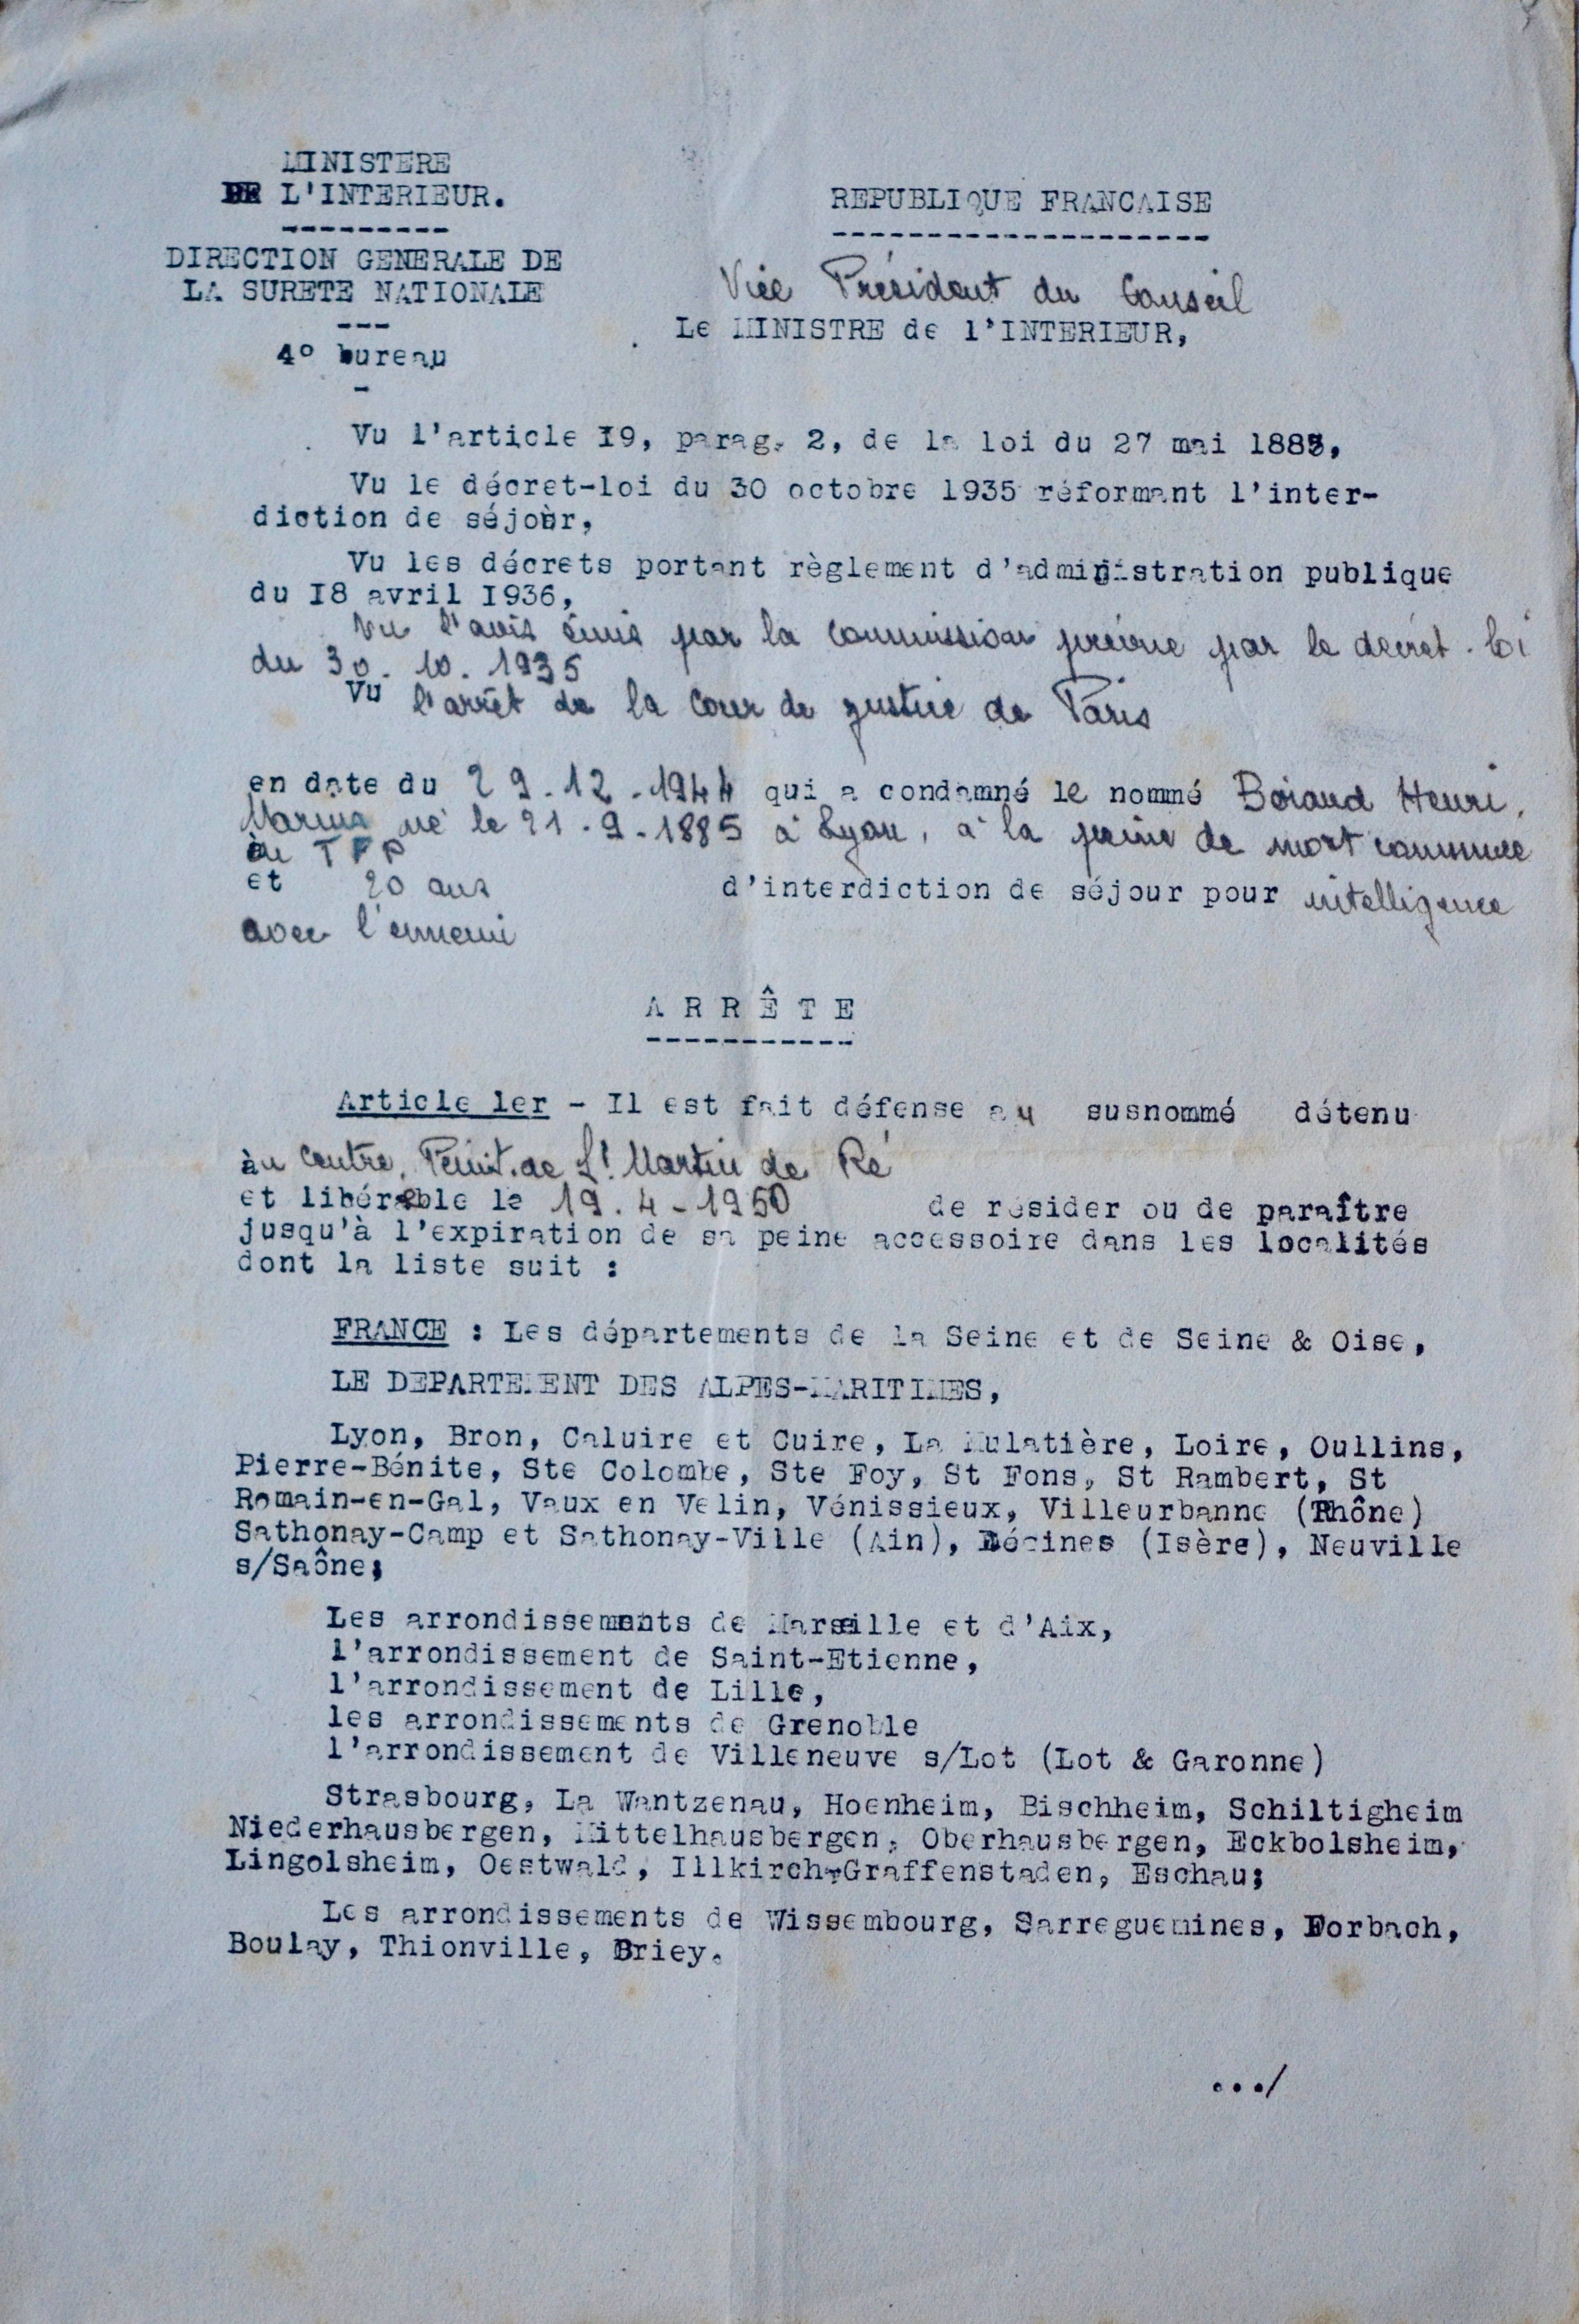 MINISTERE
DE L'INTERIEUR.
DIRECTION GENERALE DE
LA SURETE NATIONALE
4° bureau
REPUBLIQUE FRANCAISE
Vice Président du Conseil
Le MINISTRE de l'INTERIEUR,
Vu l'article I9, parag. 2, de la loi du 27 mai 1885,
Vu le décret-loi du 30 octobre 1935 réformant l'inter-
diction de séjour,
Vu les décrets portant règlement d'administration publique
du I8 avril I936,
Vu l'avis émis par la commission prévue par le décret-loi
du 30.10.1935
Vu l'arrêt de la Cour de justice de Paris
en date du 29.12.1944 qui a condamné le nommé Boiraud Henri,
Marius né le 21.9.1885 à Lyon, à la peine de mort commuée
en TFP
et 20 ans d'interdiction de séjour pour intelligence
avec l'ennemi
A R R Ê T E
Article 1er - Il est fait défense au susnommé détenu
au Centre Pénit. de St Martin de Ré
et libérable le 19.4-1950 de résider ou de paraître
jusqu'à l'expiration de sa peine accessoire dans les localités
dont la liste suit :
FRANCE : Les départements de la Seine et de Seine & Oise,
LE DEPARTEMENT DES ALPES-MARITIMES,
Lyon, Bron, Caluire et Cuire, La Mulatière, Loire, Oullins,
Pierre-Bénite, Ste Colombe, Ste Foy, St Fons, St Rambert, St
Romain-en-Gal, Vaux en Velin, Vénissieux, Villeurbanne (Rhône)
Sathonay-Camp et Sathonay-Ville (Ain), Décines (Isère), Neuville
s/Saône;
Les arrondissements de Marseille et d'Aix,
l'arrondissement de Saint-Etienne,
l'arrondissement de Lille,
les arrondissements de Grenoble
l'arrondissement de Villeneuve s/Lot (Lot & Garonne)
Strasbourg, La Wantzenau, Hoenheim, Bischheim, Schiltigheim
Niederhausbergen, Mittelhausbergen, Oberhausbergen, Eckbolsheim,
Lingolsheim, Oestwald, Illkirch-Graffenstaden, Eschau;
Les arrondissements de Wissembourg, Sarreguemines, Forbach,
Boulay, Thionville, Briey.
.../